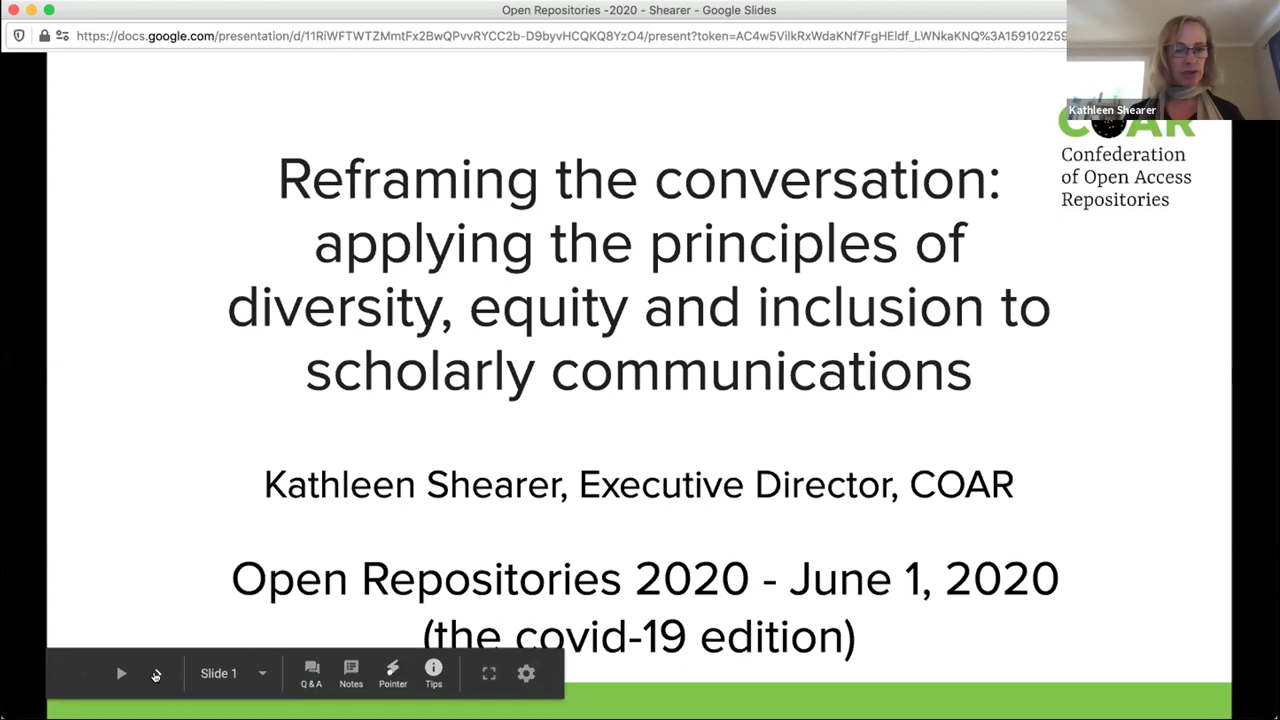 Open Repositories -2020 - Shearer - Google Slides
https://docs.google.com/presentation/d/11RiWFTWTZMmtFx2BwQPvvRYCC2b-D9byvHCQKQ8YzO4/present?token=AC4w5VilkRxWdaKNf7FgHEldf_LWNkaKNQ%3A15910225
Kathleen Shearer
COAR
Confederation
of Open Access
Repositories
Reframing the conversation:
applying the principles of
diversity, equity and inclusion to
scholarly communications
Kathleen Shearer, Executive Director, COAR
Open Repositories 2020 - June 1, 2020
(the covid-19 edition)
Slide 1
Q & A
Notes
Pointer
Tips